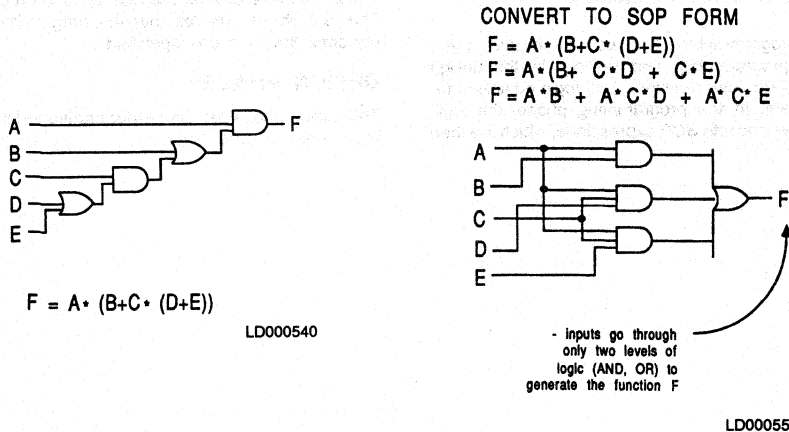 A
B
C
D
E
F
F = A* (B+C* (D+E))
LD000540
CONVERT TO SOP FORM
F = A* (B+C* (D+E))
F = A*(B+ C*D + C*E)
F = A*B + A*C*D + A*C*E
A
B
C
D
E
F
- inputs go through
only two levels of
logic (AND, OR) to
generate the function F
LD00055